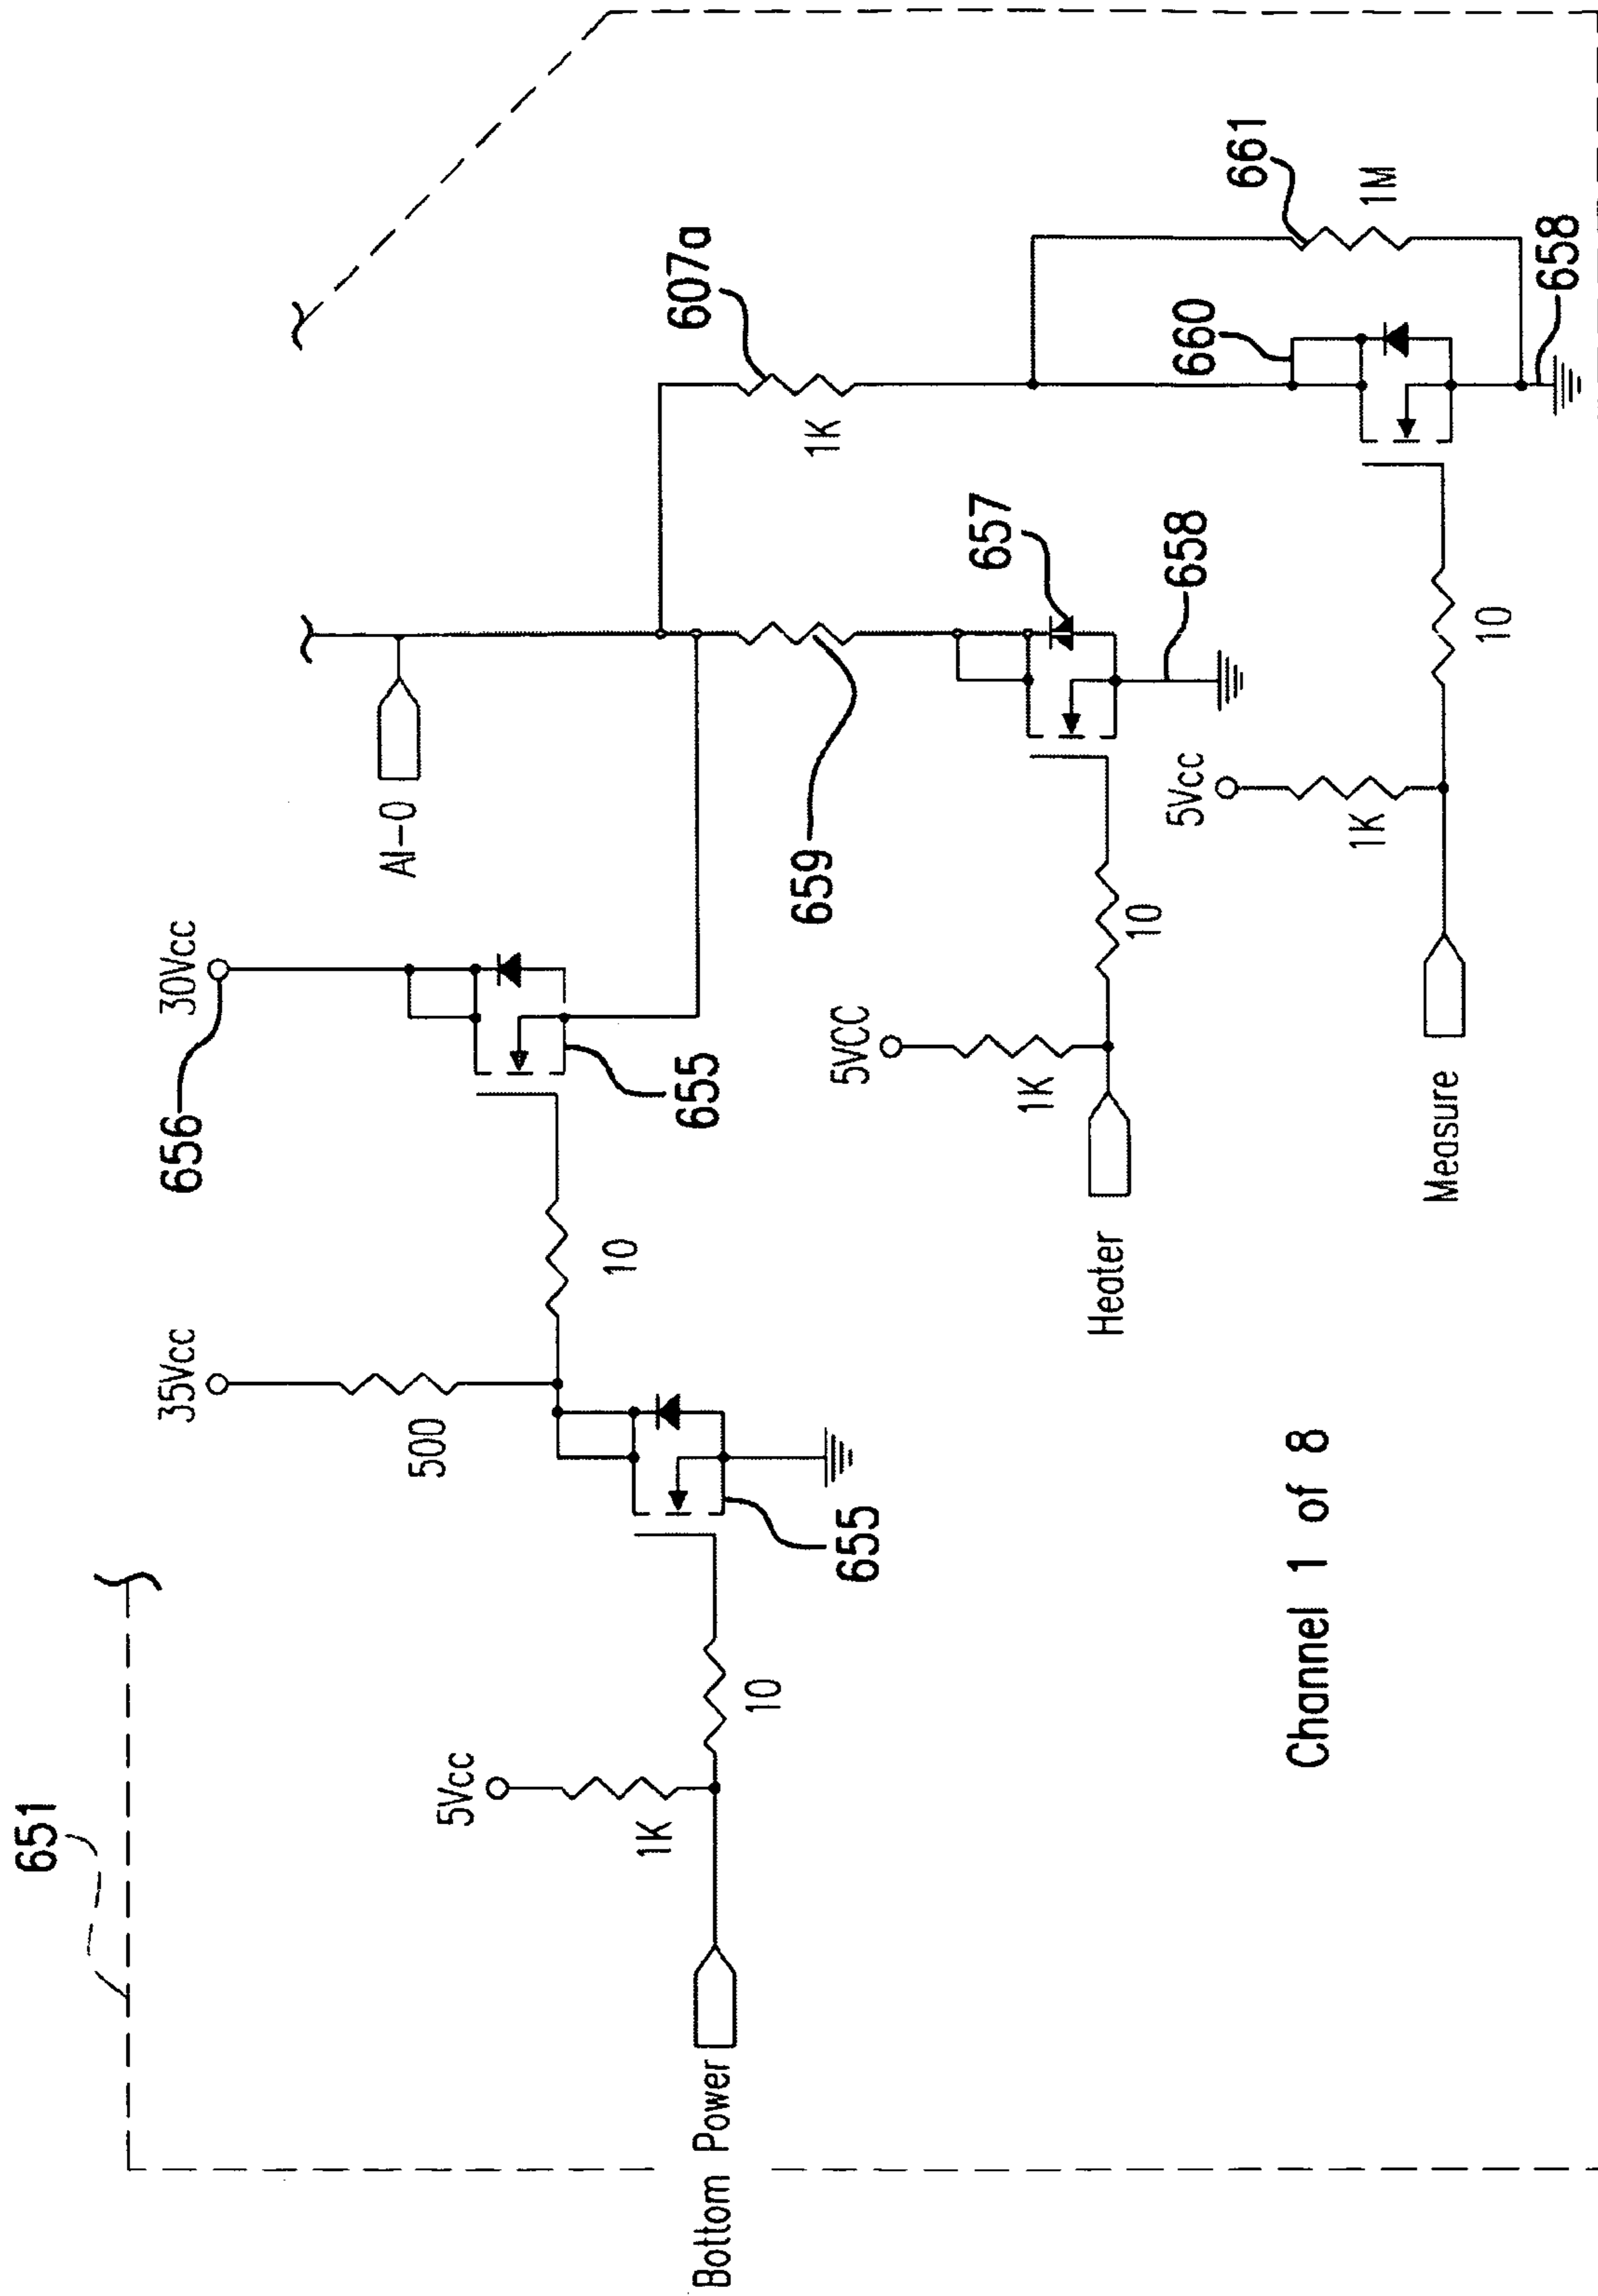 651
Bottom Power
5Vcc
1K
10
655
35Vcc
500
10
656
30Vcc
655
AI-0
659
607a
1K
657
658
5VCC
1K
10
Heater
660
661
1M
658
5Vcc
1K
10
Measure
Channel 1 of 8